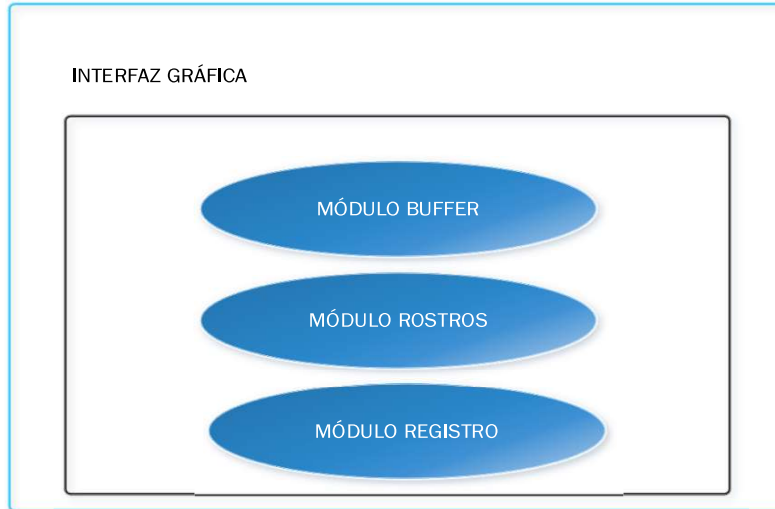 INTERFAZ GRÁFICA
MÓDULO BUFFER
MÓDULO ROSTROS
MÓDULO REGISTRO